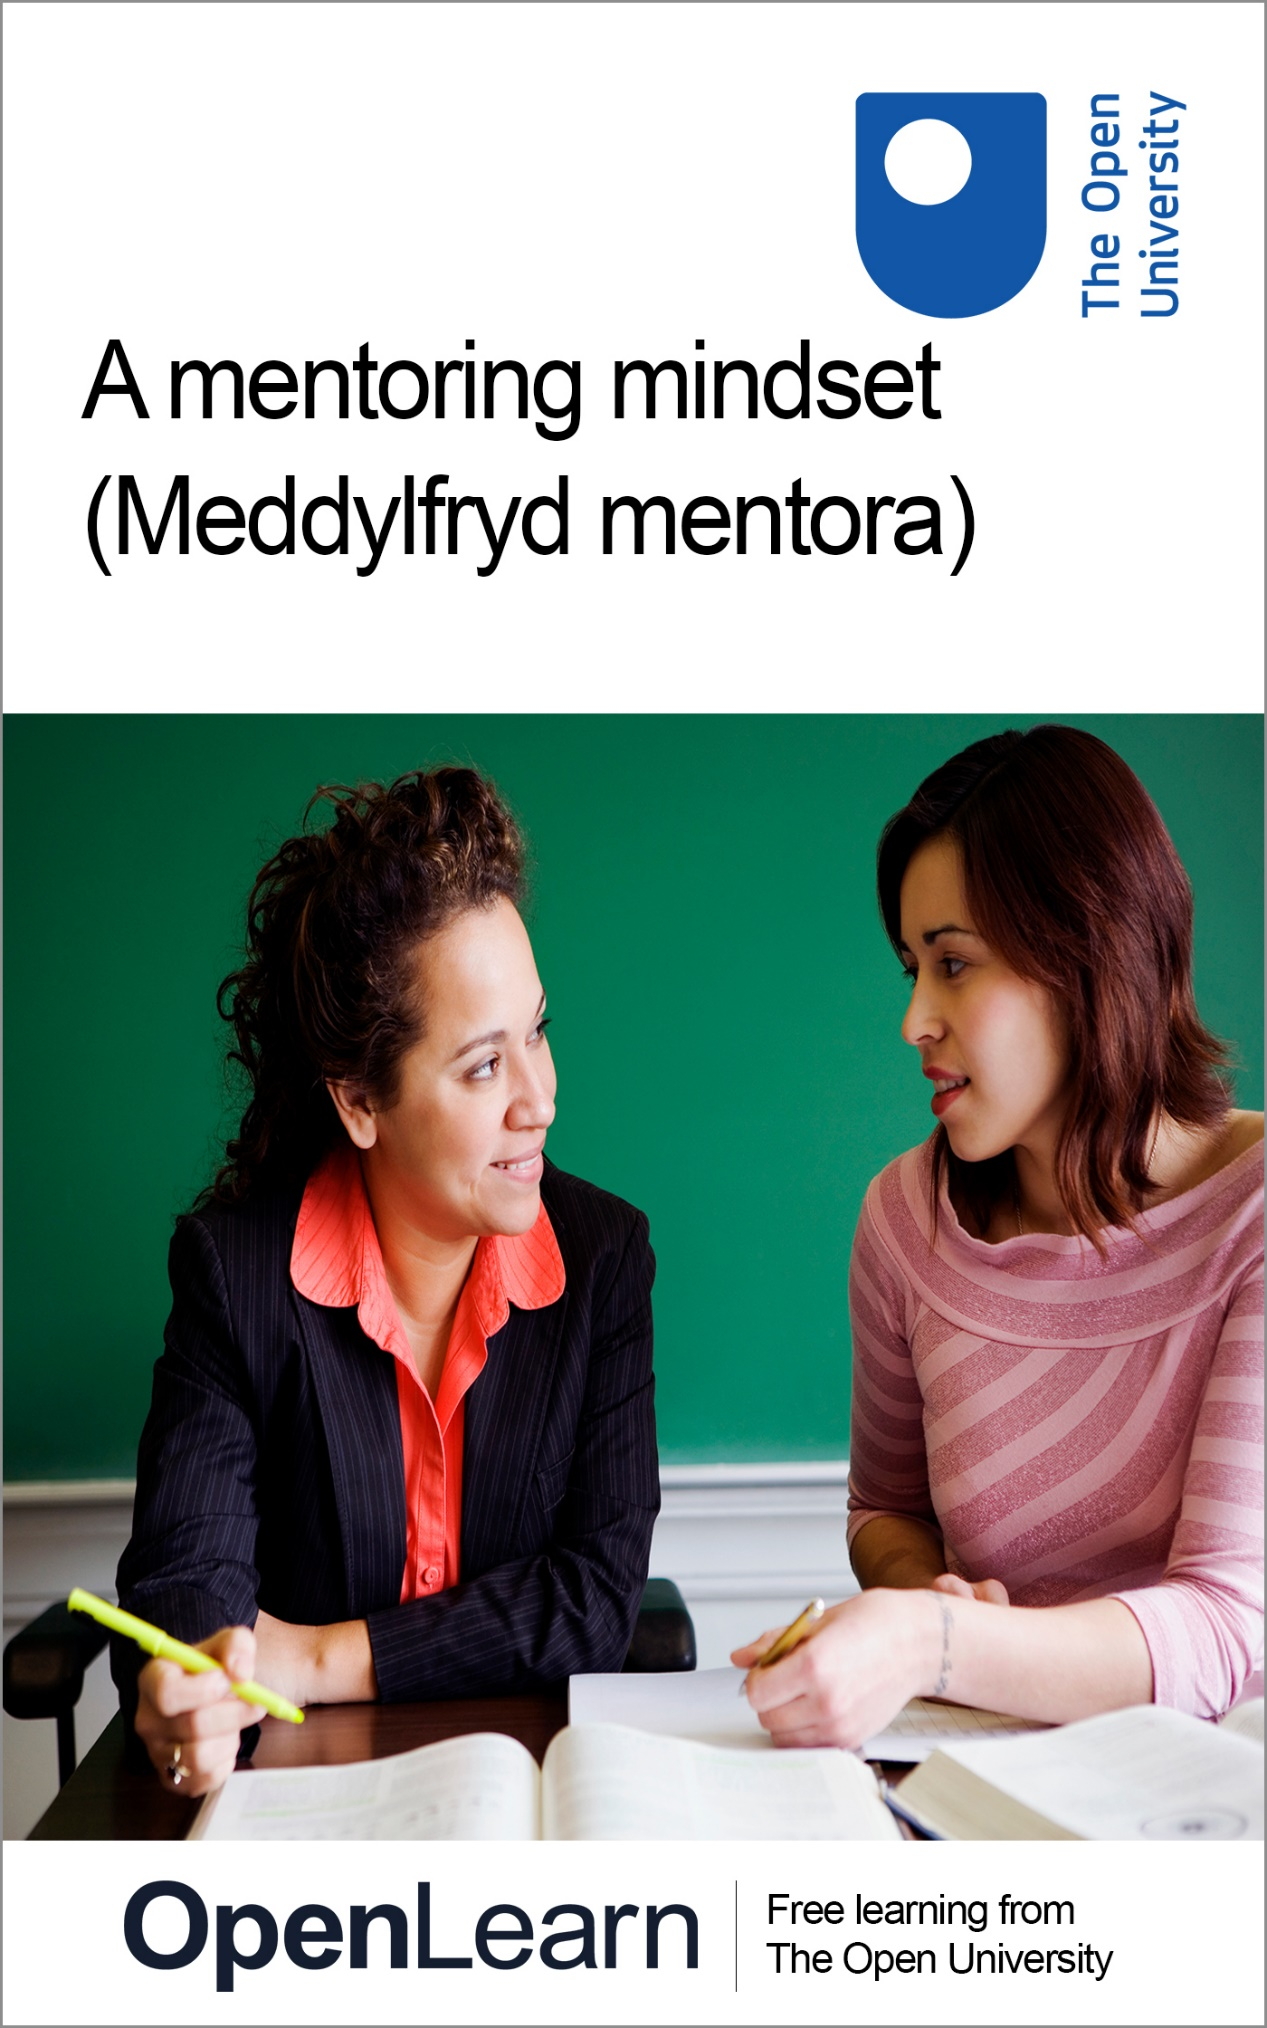 The Open
University
A mentoring mindset
(Meddylfryd mentora)
OpenLearn
Free learning from
The Open University